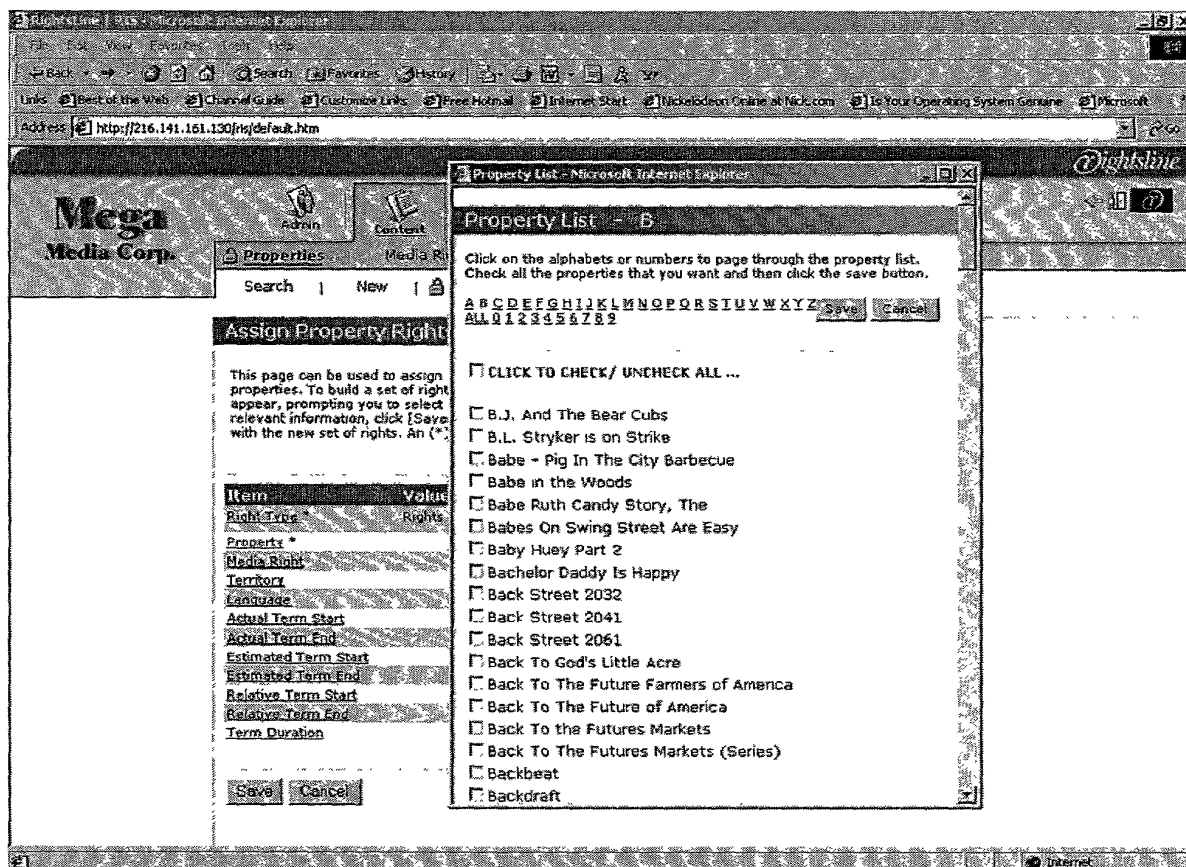 RightsLine | RIS - Microsoft Internet Explorer
File Edit View Favorites Tools Help
Back Search Favorites History
Links Best of the Web Channel Guide Customize Links Free Hotmail Internet Start Nickelodeon Online at Nick.com Is Your Operating System Genuine Microsoft
Address http://216.141.161.130/ris/default.htm Go
Rightsline
Mega
Media Corp.
Admin
Content
Properties Media Ri
Search | New |
Assign Property Right
This page can be used to assign
properties. To build a set of right
appear, prompting you to select
relevant information, click [Save
with the new set of rights. An (*)
Item Value
Right Type * Rights
Property *
Media Right
Territory
Language
Actual Term Start
Actual Term End
Estimated Term Start
Estimated Term End
Relative Term Start
Relative Term End
Term Duration
Save Cancel
Property List - Microsoft Internet Explorer
Property List - B
Click on the alphabets or numbers to page through the property list.
Check all the properties that you want and then click the save button.
A B C D E F G H I J K L M N O P Q R S T U V W X Y Z
ALL 0 1 2 3 4 5 6 7 8 9
Save Cancel
CLICK TO CHECK/ UNCHECK ALL ...
B.J. And The Bear Cubs
B.L. Stryker is on Strike
Babe - Pig In The City Barbecue
Babe in the Woods
Babe Ruth Candy Story, The
Babes On Swing Street Are Easy
Baby Huey Part 2
Bachelor Daddy Is Happy
Back Street 2032
Back Street 2041
Back Street 2061
Back To God's Little Acre
Back To The Future Farmers of America
Back To The Future of America
Back To the Futures Markets
Back To The Futures Markets (Series)
Backbeat
Backdraft
Internet